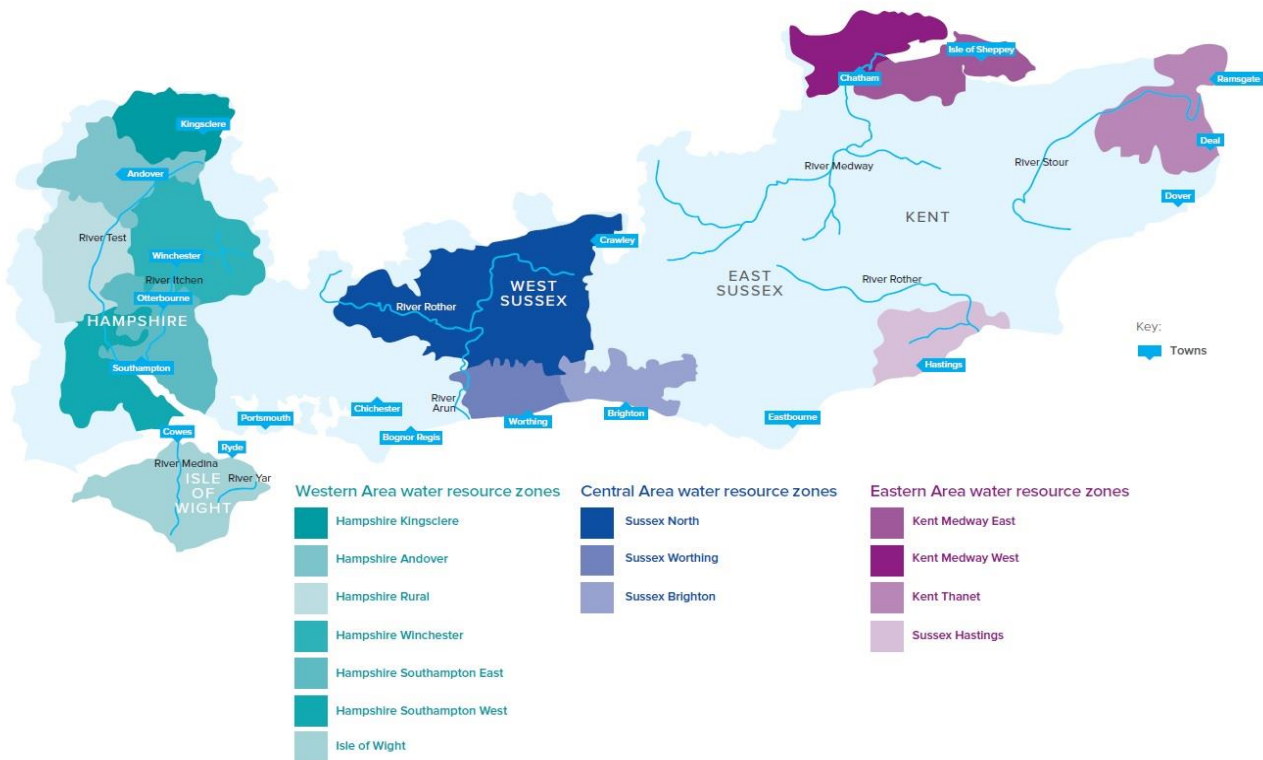 Isle of Sheppey
Chatham
Ramsgate
Kingsclere
Deal
River Medway
River Stour
Andover
Dover
KENT
River Test
Crawley
Winchester
River Itchen
EAST
SUSSEX
WEST
SUSSEX
River Rother
Otterbourne
River Rother
HAMPSHIRE
Key:
Towns
Southampton
Hastings
River
Arun
Chichester
Portsmouth
Worthing
Brighton
Eastbourne
Bognor Regis
Cowes
Ryde
River Medina
River Yar
ISLE
OF
WIGHT
Western Area water resource zones
Hampshire Kingsclere
Hampshire Andover
Hampshire Rural
Hampshire Winchester
Hampshire Southampton East
Hampshire Southampton West
Isle of Wight
Central Area water resource zones
Sussex North
Sussex Worthing
Sussex Brighton
Eastern Area water resource zones
Kent Medway East
Kent Medway West
Kent Thanet
Sussex Hastings